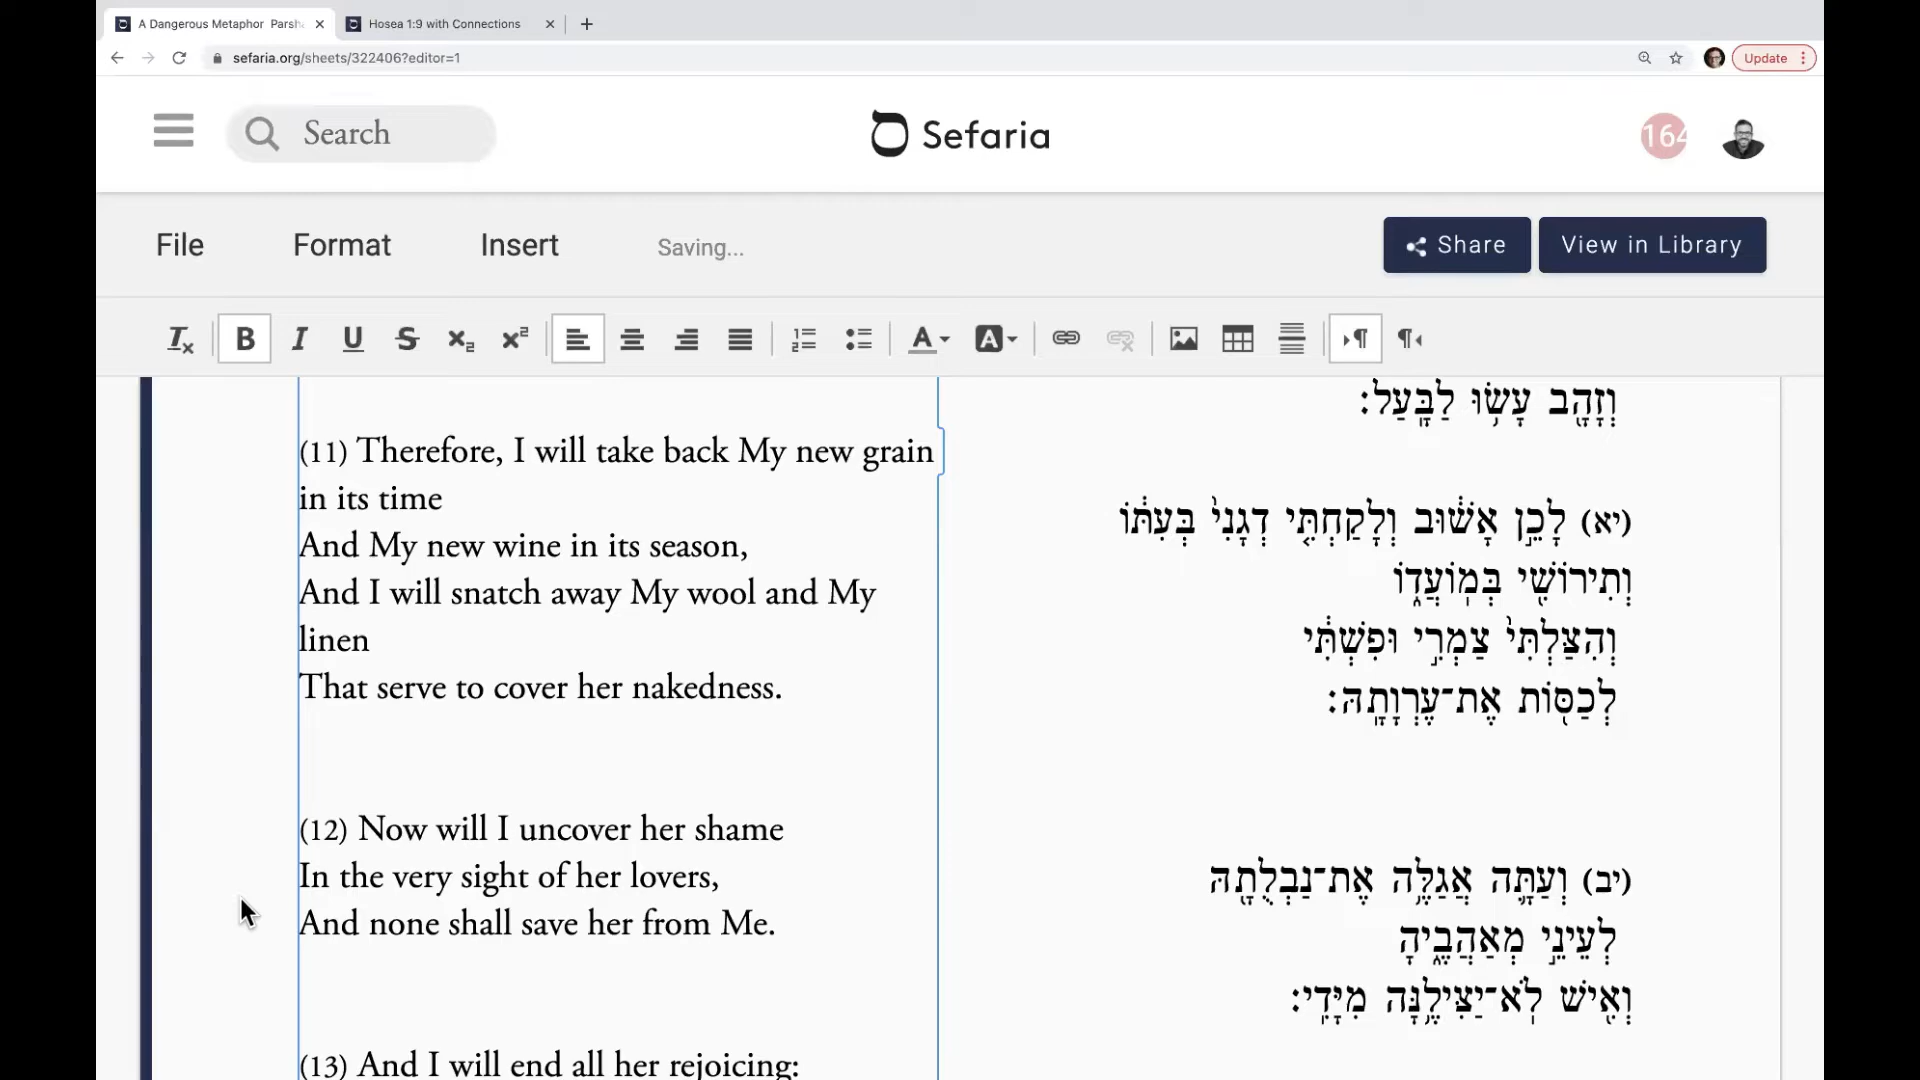 A Dangerous Metaphor Parsh
Hosea 1:9 with Connections
sefaria.org/sheets/322406?editor=1
Update
Search
Sefaria
164
File Format Insert Saving...
Share
View in Library
(11) Therefore, I will take back My new grain
in its time
And My new wine in its season,
And I will snatch away My wool and My
linen
That serve to cover her nakedness.
(12) Now will I uncover her shame
In the very sight of her lovers,
And none shall save her from Me.
(13) And I will end all her rejoicing:
וְזָהָ֖ב עָשׂ֥וּ לַבָּֽעַל׃
(יא) לָכֵ֣ן אָשׁ֔וּב וְלָקַחְתִּ֤י דְגָנִי֙ בְּעִתּ֔וֹ
וְתִירוֹשִׁ֖י בְּמֽוֹעֲד֑וֹ
וְהִצַּלְתִּי֙ צַמְרִ֣י וּפִשְׁתִּ֔י
לְכַסּ֖וֹת אֶת־עֶרְוָתָֽהּ׃
(יב) וְעַתָּ֛ה אֲגַלֶּ֥ה אֶת־נַבְלֻתָ֖הּ
לְעֵינֵ֣י מְאַהֲבֶ֑יהָ
וְאִ֖ישׁ לֹֽא־יַצִּילֶ֥נָּה מִיָּדִֽי׃